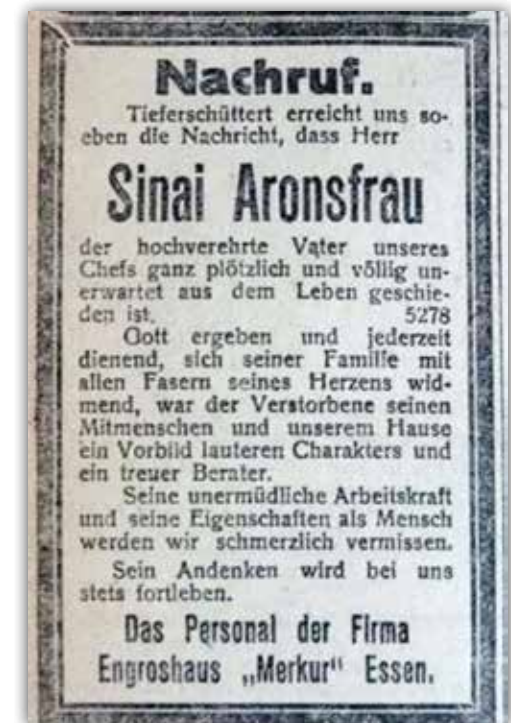 Nachruf.
Tieferschüttert erreicht uns so-
eben die Nachricht, dass Herr
Sinai Aronsfrau
der hochverehrte Vater unseres
Chefs ganz plötzlich und völlig un-
erwartet aus dem Leben geschie-
den ist. 5278
Gott ergeben und jederzeit
dienend, sich seiner Familie mit
allen Fasern seines Herzens wid-
mend, war der Verstorbene seinen
Mitmenschen und unserem Hause
ein Vorbild lauteren Charakters und
ein treuer Berater.
Seine unermüdliche Arbeitskraft
und seine Eigenschaften als Mensch
werden wir schmerzlich vermissen.
Sein Andenken wird bei uns
stets fortleben.
Das Personal der Firma
Engroshaus „Merkur“ Essen.